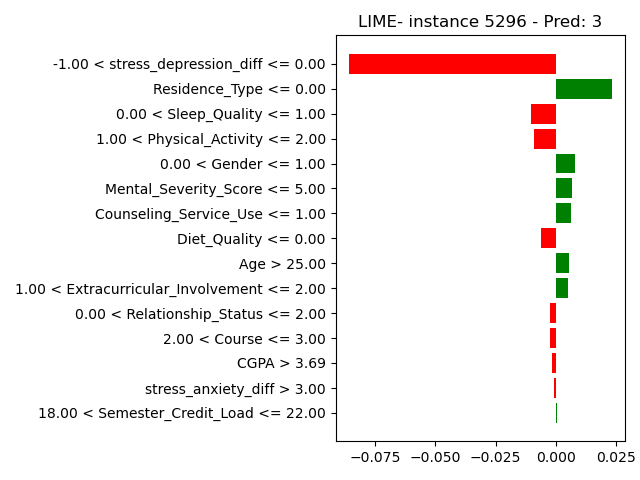 LIME- instance 5296 - Pred: 3
-1.00 < stress_depression_diff <= 0.00
Residence_Type <= 0.00
0.00 < Sleep_Quality <= 1.00
1.00 < Physical_Activity <= 2.00
0.00 < Gender <= 1.00
Mental_Severity_Score <= 5.00
Counseling_Service_Use <= 1.00
Diet_Quality <= 0.00
Age > 25.00
1.00 < Extracurricular_Involvement <= 2.00
0.00 < Relationship_Status <= 2.00
2.00 < Course <= 3.00
CGPA > 3.69
stress_anxiety_diff > 3.00
18.00 < Semester_Credit_Load <= 22.00
−0.075 −0.050 −0.025 0.000 0.025